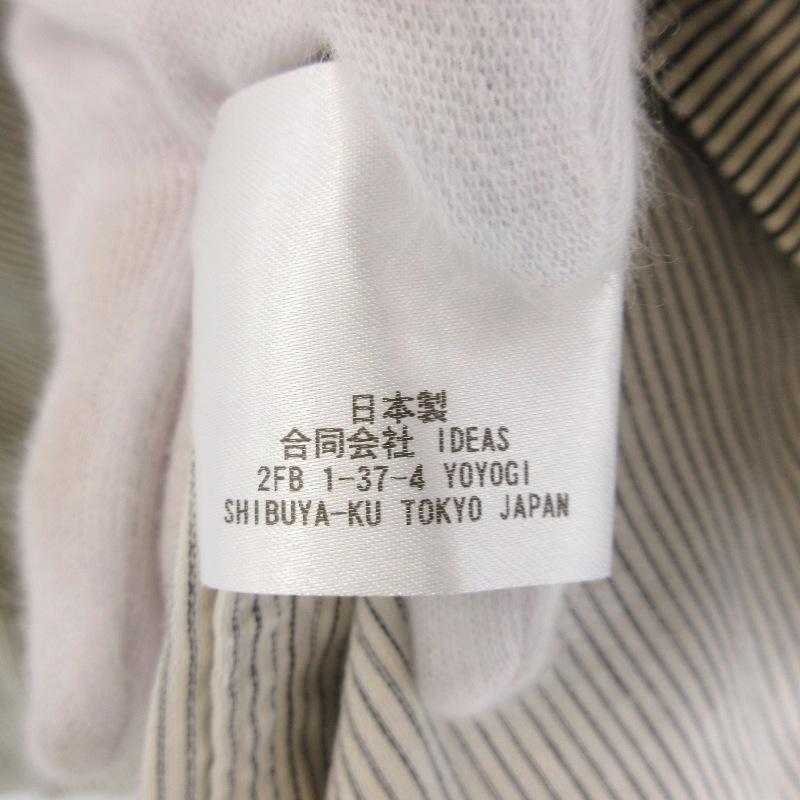 日本製
合同会社 IDEAS
2FB 1-37-4 YOYOGI
SHIBUYA-KU TOKYO JAPAN